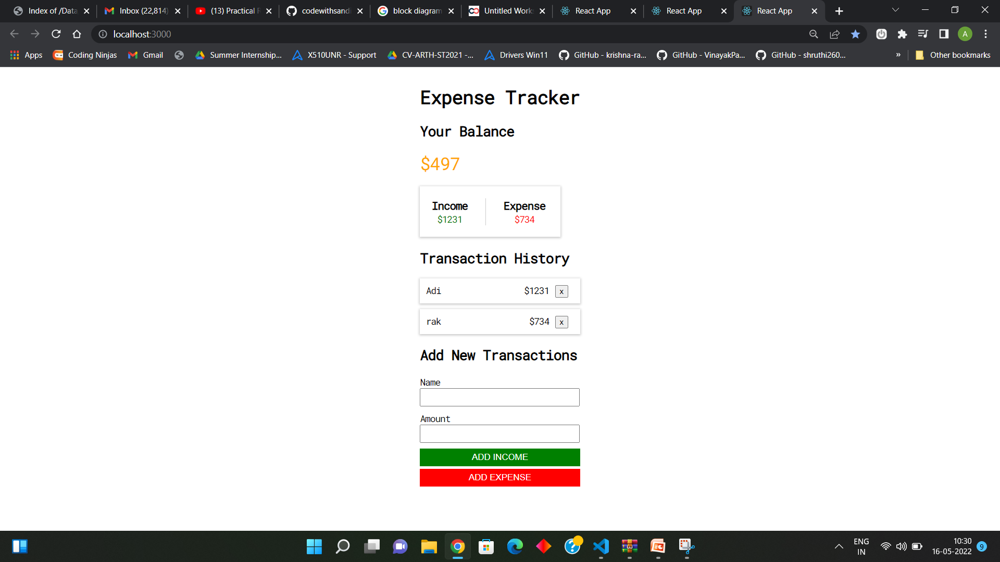 Index of /Data
Inbox (22,814)
(13) Practical R
codewithsandi
block diagram
Untitled Works
React App
React App
React App
localhost:3000
A
Apps
Coding Ninjas
Gmail
Summer Internship...
X510UNR - Support
CV-ARTH-ST2021 -...
Drivers Win11
GitHub - krishna-ra...
GitHub - VinayakPa...
GitHub - shruthi260...
»
Other bookmarks
Expense Tracker
Your Balance
$497
Income Expense
$1231 $734
Transaction History
Adi $1231 x
rak $734 x
Add New Transactions
Name
Amount
ADD INCOME
ADD EXPENSE
ENG
IN
10:30
16-05-2022
9